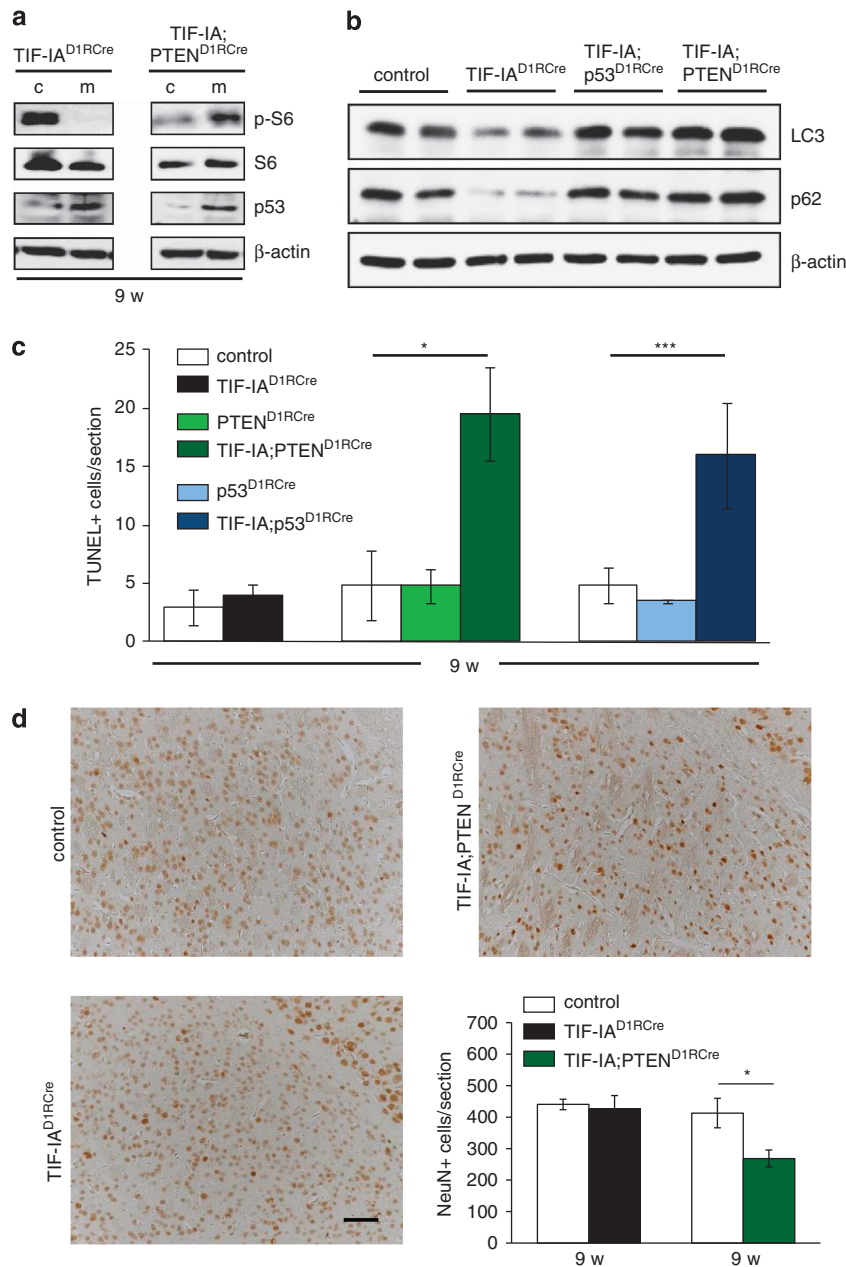 a
TIF-IA^D1RCre
TIF-IA;
PTEN^D1RCre
c m c m
p-S6
S6
p53
β-actin
9 w
b
control
TIF-IA^D1RCre
TIF-IA;
p53^D1RCre
TIF-IA;
PTEN^D1RCre
LC3
p62
β-actin
c
TUNEL+ cells/section
25
20
15
10
5
0
control
TIF-IA^D1RCre
PTEN^D1RCre
TIF-IA;PTEN^D1RCre
p53^D1RCre
TIF-IA;p53^D1RCre
*
***
9 w
d
control
TIF-IA;PTEN^D1RCre
TIF-IA^D1RCre
control
TIF-IA^D1RCre
TIF-IA;PTEN^D1RCre
NeuN+ cells/section
700
600
500
400
300
200
100
0
*
9 w
9 w